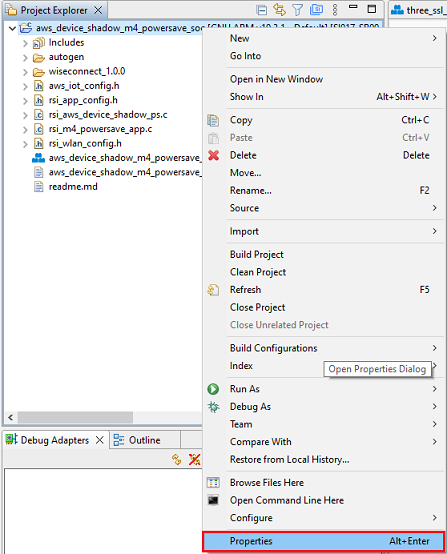 Project Explorer
three_ssl_
aws_device_shadow_m4_powersave_soc [GNU ARM v10.2.1 - Default] [SI917-SB00
Includes
autogen
wiseconnect_1.0.0
aws_iot_config.h
rsi_app_config.h
rsi_aws_device_shadow_ps.c
rsi_m4_powersave_app.c
rsi_wlan_config.h
aws_device_shadow_m4_powersave_
aws_device_shadow_m4_powersave_
readme.md
New
Go Into
Open in New Window
Show In Alt+Shift+W
Copy Ctrl+C
Paste Ctrl+V
Delete Delete
Move...
Rename... F2
Source
Import
Build Project
Clean Project
Refresh F5
Close Project
Close Unrelated Project
Build Configurations
Index
Open Properties Dialog
Run As
Debug As
Team
Compare With
Restore from Local History...
Browse Files Here
Open Command Line Here
Configure
Properties Alt+Enter
Debug Adapters
Outline